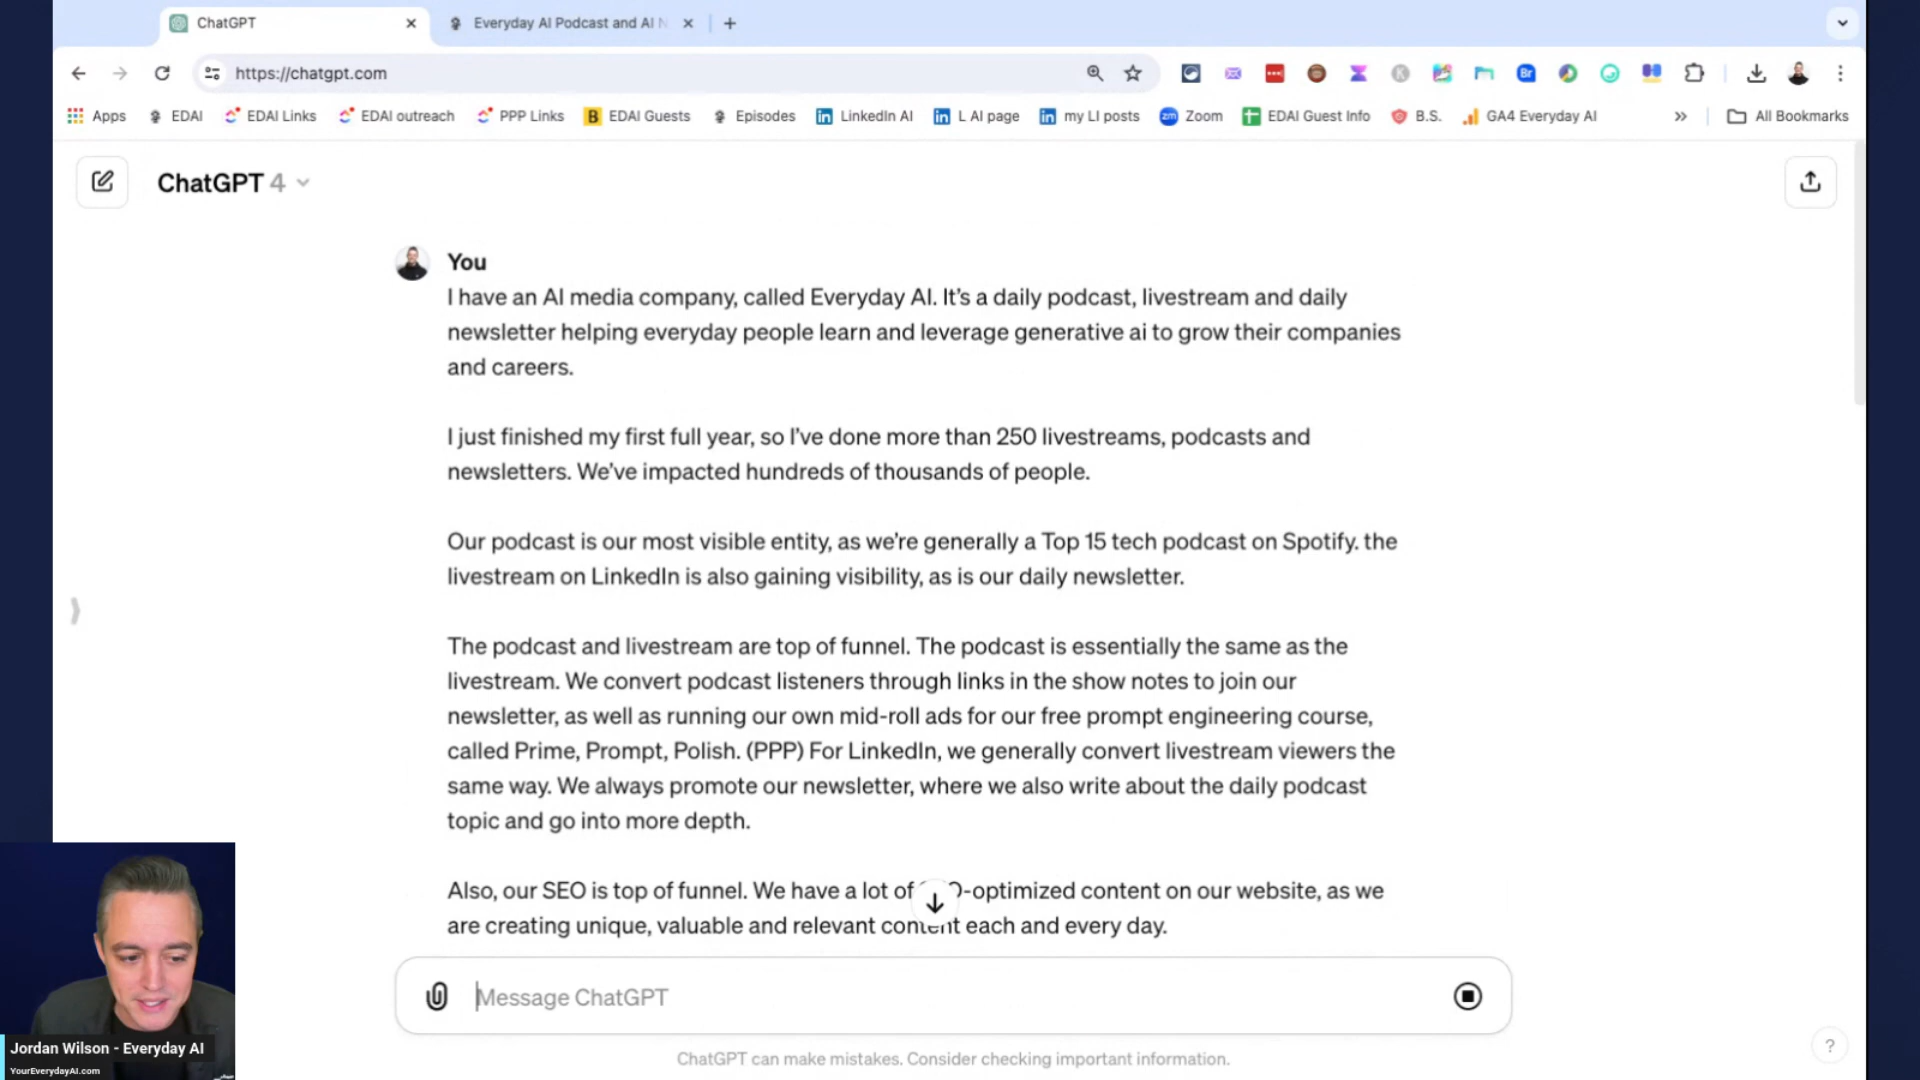 ChatGPT
Everyday AI Podcast and AI N
https://chatgpt.com
Apps
EDAI
EDAI Links
EDAI outreach
PPP Links
B
EDAI Guests
Episodes
in
LinkedIn AI
in
L AI page
in
my LI posts
zm
Zoom
EDAI Guest Info
B.S.
GA4 Everyday AI
All Bookmarks
K
Br
ChatGPT 4
You
I have an AI media company, called Everyday AI. It's a daily podcast, livestream and daily
newsletter helping everyday people learn and leverage generative ai to grow their companies
and careers.
I just finished my first full year, so I've done more than 250 livestreams, podcasts and
newsletters. We've impacted hundreds of thousands of people.
Our podcast is our most visible entity, as we're generally a Top 15 tech podcast on Spotify. the
livestream on LinkedIn is also gaining visibility, as is our daily newsletter.
The podcast and livestream are top of funnel. The podcast is essentially the same as the
livestream. We convert podcast listeners through links in the show notes to join our
newsletter, as well as running our own mid-roll ads for our free prompt engineering course,
called Prime, Prompt, Polish. (PPP) For LinkedIn, we generally convert livestream viewers the
same way. We always promote our newsletter, where we also write about the daily podcast
topic and go into more depth.
Also, our SEO is top of funnel. We have a lot of O-optimized content on our website, as we
are creating unique, valuable and relevant content each and every day.
Message ChatGPT
ChatGPT can make mistakes. Consider checking important information.
?
Jordan Wilson - Everyday AI
YourEverydayAI.com